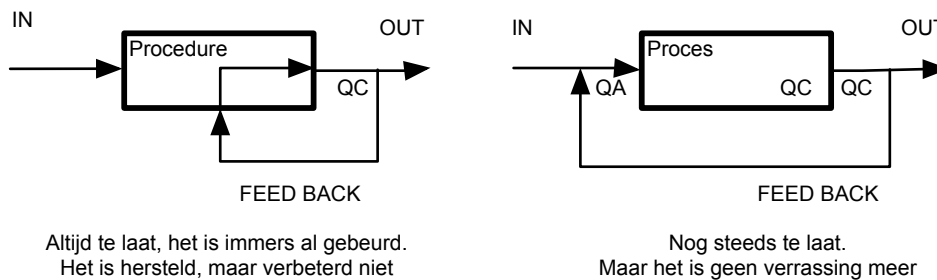 IN
OUT
Procedure
QC
FEED BACK
Altijd te laat, het is immers al gebeurd.
Het is hersteld, maar verbeterd niet
IN
OUT
Proces
QA
QC
QC
FEED BACK
Nog steeds te laat.
Maar het is geen verrassing meer